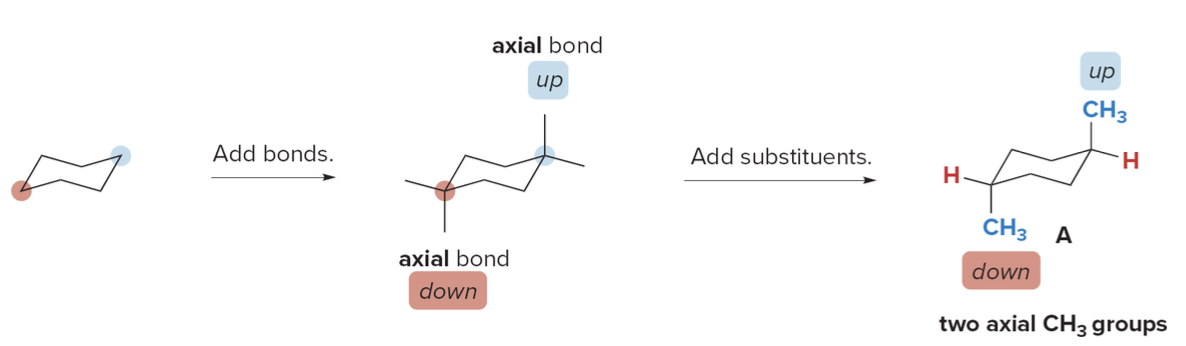 axial bond
up
Add bonds.
axial bond
down
Add substituents.
up
CH₃
H
H
CH₃
A
down
two axial CH₃ groups